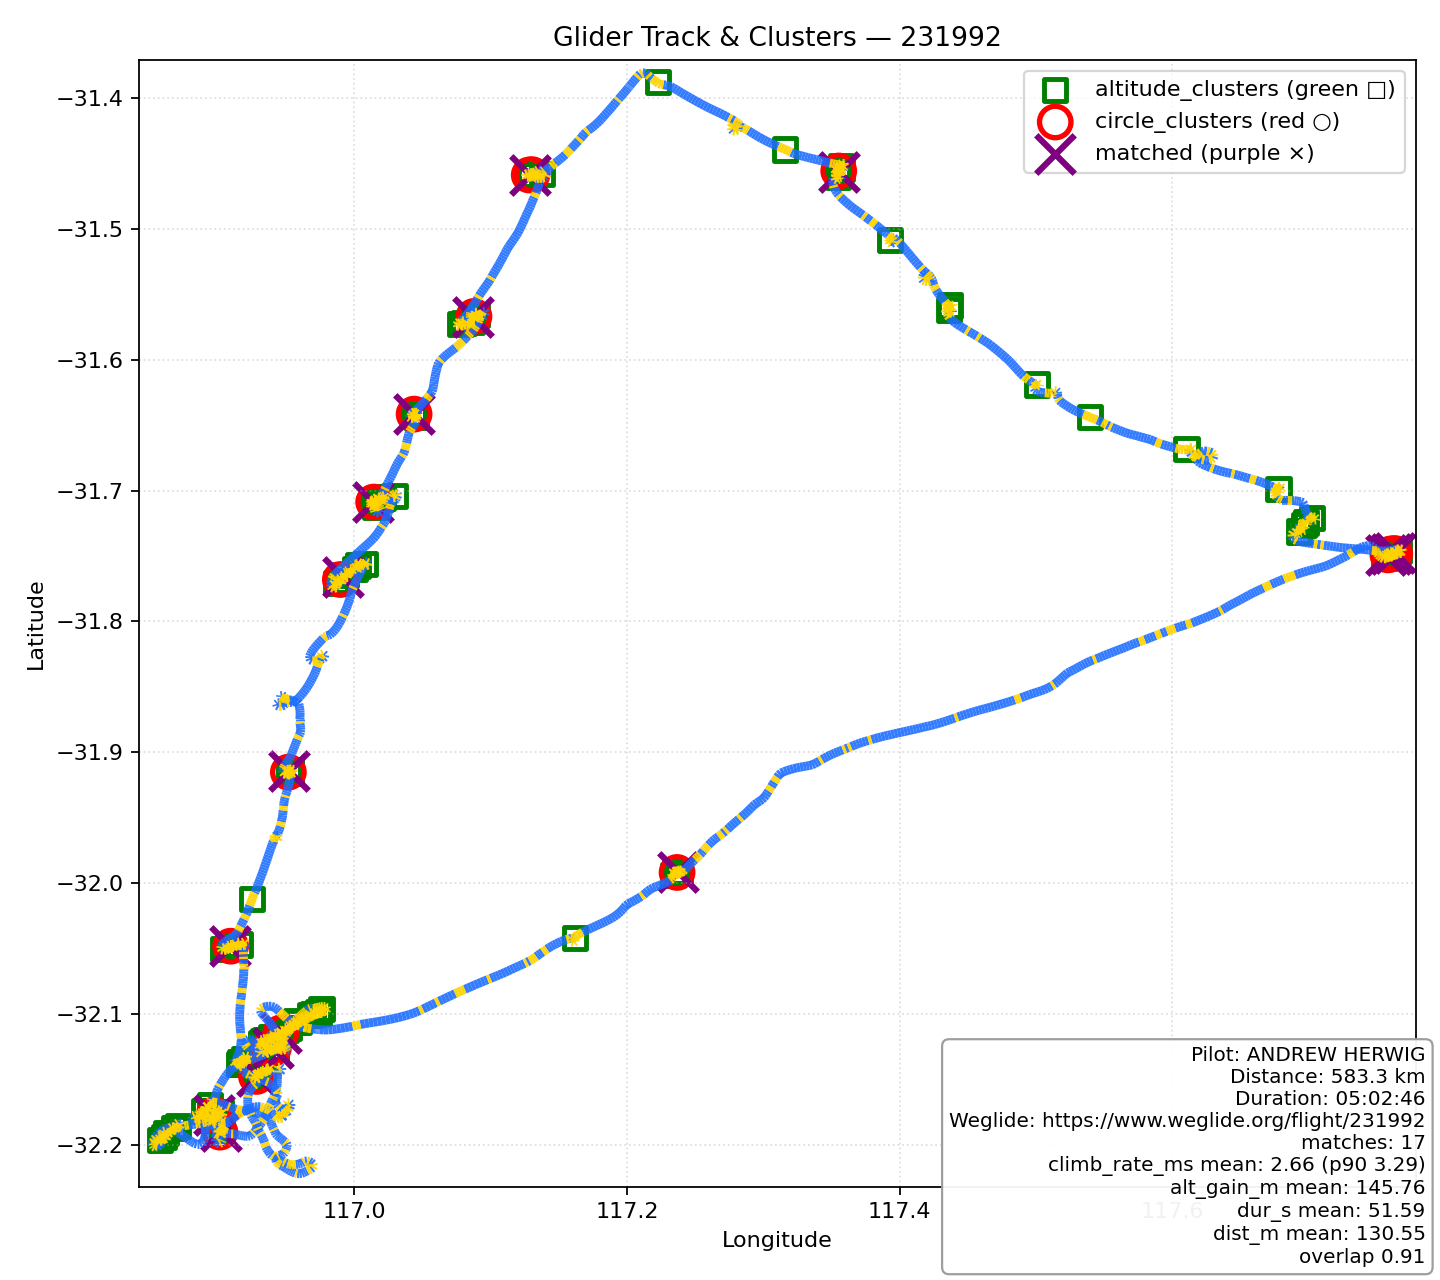 Glider Track & Clusters — 231992
altitude_clusters (green □)
circle_clusters (red ○)
matched (purple ×)
−31.4
−31.5
−31.6
−31.7
−31.8
−31.9
−32.0
−32.1
−32.2
Latitude
117.0
117.2
117.4
117.6
Longitude
Pilot: ANDREW HERWIG
Distance: 583.3 km
Duration: 05:02:46
Weglide: https://www.weglide.org/flight/231992
matches: 17
climb_rate_ms mean: 2.66 (p90 3.29)
alt_gain_m mean: 145.76
dur_s mean: 51.59
dist_m mean: 130.55
overlap 0.91